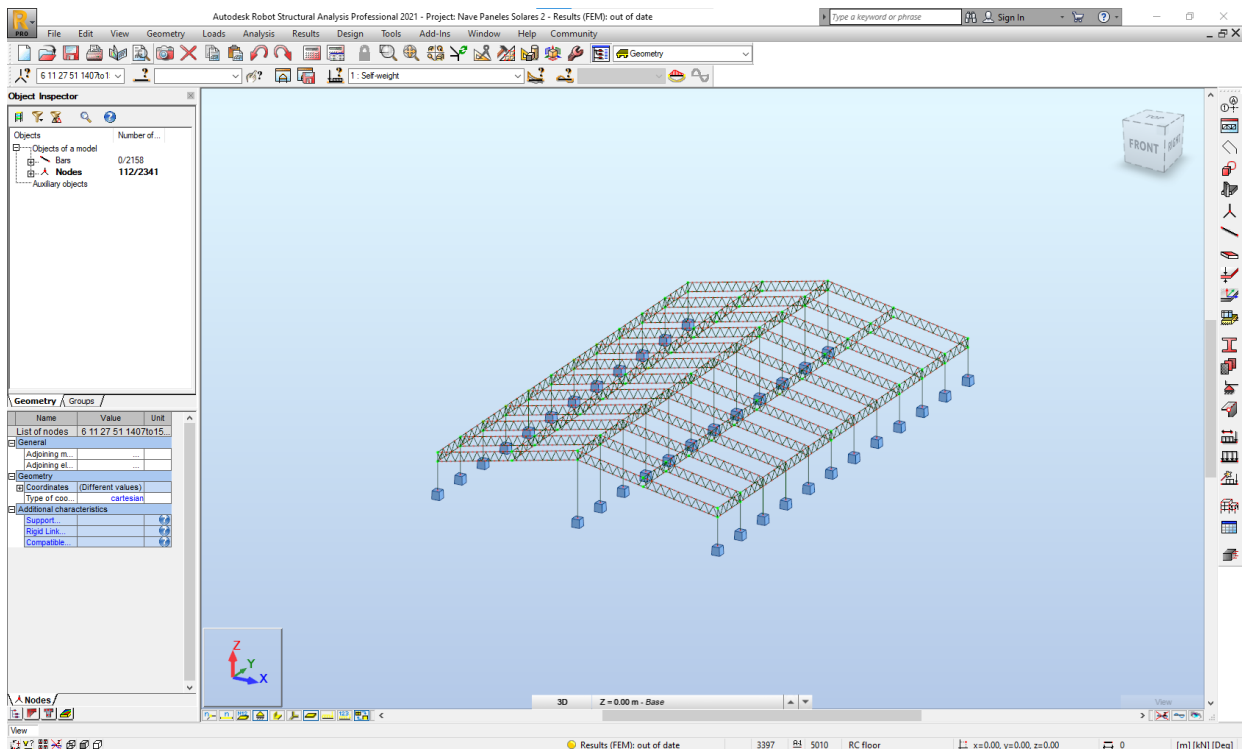 Autodesk Robot Structural Analysis Professional 2021 - Project: Nave Paneles Solares 2 - Results (FEM): out of date
Type a keyword or phrase
Sign In
PRO
File Edit View Geometry Loads Analysis Results Design Tools Add-Ins Window Help Community
Geometry
6 11 27 51 1407to1
1 : Self-weight
Object Inspector
Objects Number of...
Objects of a model
Bars 0/2158
Nodes 112/2341
Auxiliary objects
TOP
FRONT RIGHT
Geometry Groups
Name Value Unit
List of nodes 6 11 27 51 1407to15...
General
Adjoining m... ...
Adjoining el... ...
Geometry
Coordinates (Different values)
Type of coo... cartesian
Additional characteristics
Support...
Rigid Link...
Compatible...
Z
Y
X
Nodes
3D Z = 0.00 m - Base
View
View
Results (FEM): out of date 3397 5010 RC floor x=0.00, y=0.00, z=0.00 0 [m] [kN] [Deg]